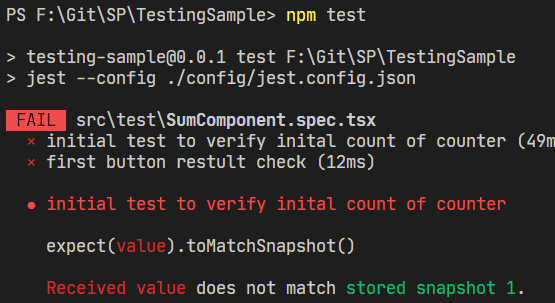 PS F:\Git\SP\TestingSample> npm test
> testing-sample@0.0.1 test F:\Git\SP\TestingSample
> jest --config ./config/jest.config.json
FAIL src\test\SumComponent.spec.tsx
× initial test to verify inital count of counter (49m
× first button restult check (12ms)
● initial test to verify inital count of counter
expect(value).toMatchSnapshot()
Received value does not match stored snapshot 1.